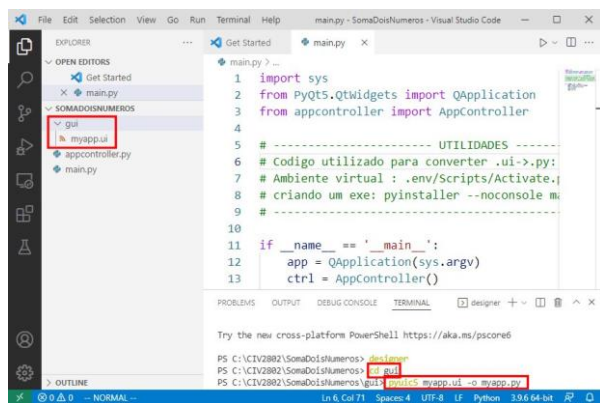 File Edit Selection View Go Run Terminal Help main.py - SomaDoisNumeros - Visual Studio Code
EXPLORER
OPEN EDITORS
Get Started
main.py
SOMADOISNUMEROS
gui
myapp.ui
appcontroller.py
main.py
OUTLINE
Get Started main.py
main.py > ...
1 import sys
2 from PyQt5.QtWidgets import QApplication
3 from appcontroller import AppController
4
5 # ----------------------- UTILIDADES ------
6 # Codigo utilizado para converter .ui->.py:
7 # Ambiente virtual : .env/Scripts/Activate.p
8 # criando um exe: pyinstaller --noconsole ma
9 # ---------------------------------------
10
11 if __name__ == '__main__':
12 app = QApplication(sys.argv)
13 ctrl = AppController()
PROBLEMS OUTPUT DEBUG CONSOLE TERMINAL designer
Try the new cross-platform PowerShell https://aka.ms/pscore6
PS C:\CIV2802\SomaDoisNumeros> designer
PS C:\CIV2802\SomaDoisNumeros> cd gui
PS C:\CIV2802\SomaDoisNumeros\gui> pyuic5 myapp.ui -o myapp.py
0 0 -- NORMAL -- Ln 6, Col 71 Spaces: 4 UTF-8 LF Python 3.9.6 64-bit